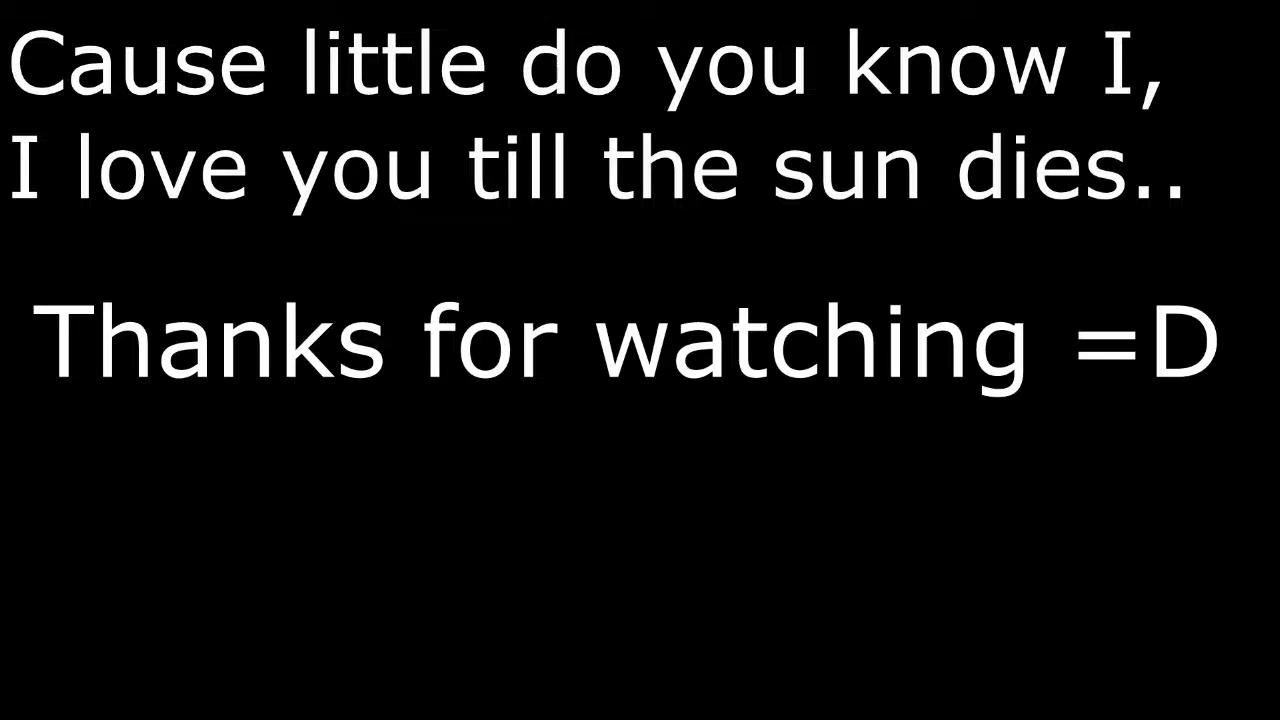 Cause little do you know I,
I love you till the sun dies..
Thanks for watching =D